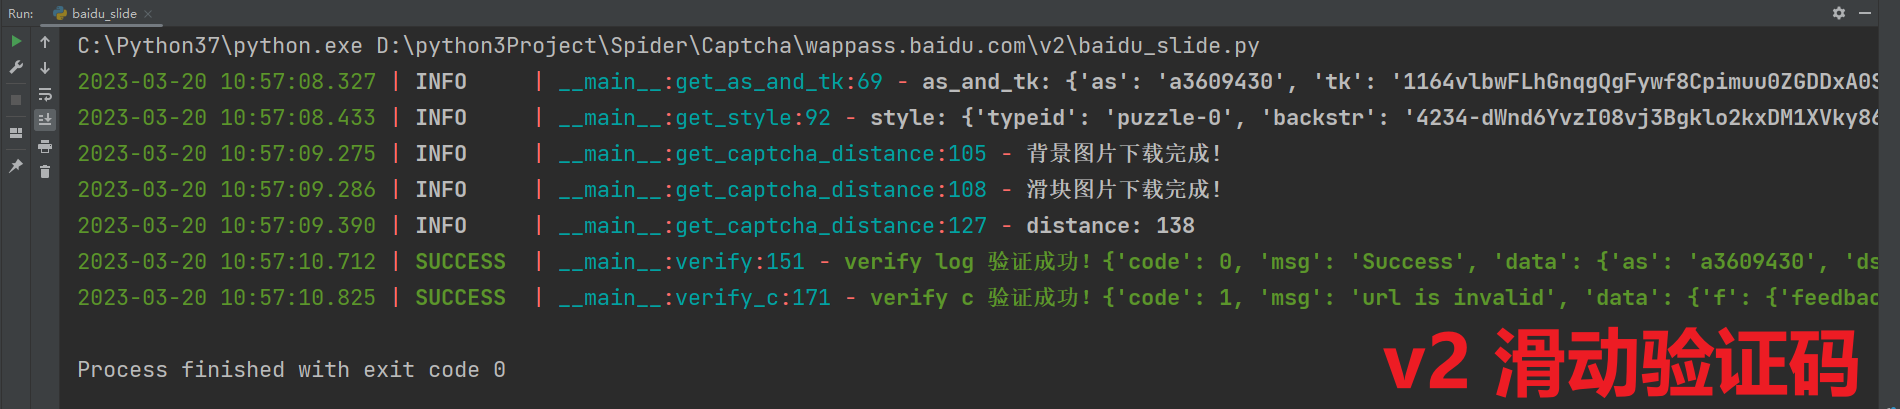 Run: baidu_slide
C:\Python37\python.exe D:\python3Project\Spider\Captcha\wappass.baidu.com\v2\baidu_slide.py
2023-03-20 10:57:08.327 | INFO | __main__:get_as_and_tk:69 - as_and_tk: {'as': 'a3609430', 'tk': '1164vlbwFLhGnqgQgFywf8Cpimuu0ZGDDxA0S
2023-03-20 10:57:08.433 | INFO | __main__:get_style:92 - style: {'typeid': 'puzzle-0', 'backstr': '4234-dWnd6YvzI08vj3Bgklo2kxDM1XVky86
2023-03-20 10:57:09.275 | INFO | __main__:get_captcha_distance:105 - 背景图片下载完成!
2023-03-20 10:57:09.286 | INFO | __main__:get_captcha_distance:108 - 滑块图片下载完成!
2023-03-20 10:57:09.390 | INFO | __main__:get_captcha_distance:127 - distance: 138
2023-03-20 10:57:10.712 | SUCCESS | __main__:verify:151 - verify log 验证成功! {'code': 0, 'msg': 'Success', 'data': {'as': 'a3609430', 'ds
2023-03-20 10:57:10.825 | SUCCESS | __main__:verify_c:171 - verify c 验证成功! {'code': 1, 'msg': 'url is invalid', 'data': {'f': {'feedbac
Process finished with exit code 0
v2 滑动验证码